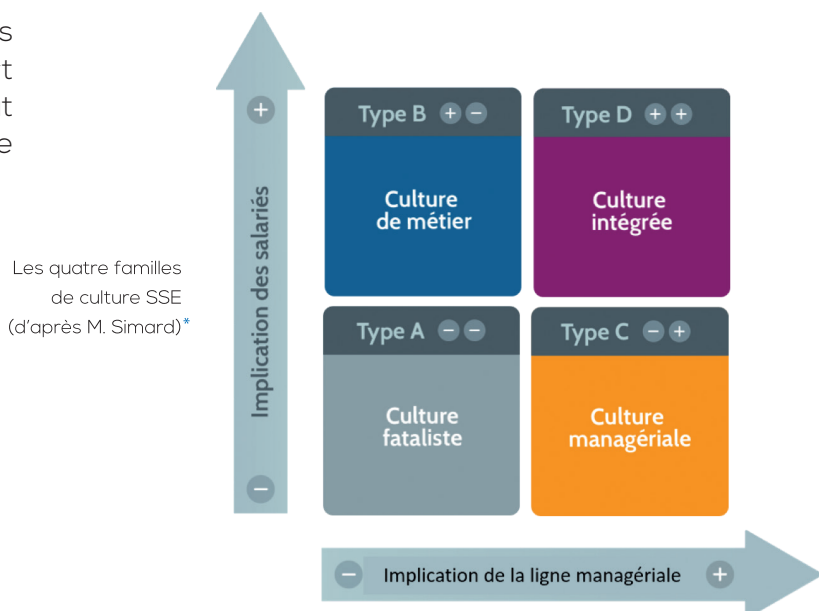 s
t
t
e
Les quatre familles
de culture SSE
(d'après M. Simard)*
+
Implication des salariés
−
Type B + −
Culture
de métier
Type D + +
Culture
intégrée
Type A − −
Culture
fataliste
Type C − +
Culture
managériale
− Implication de la ligne managériale +